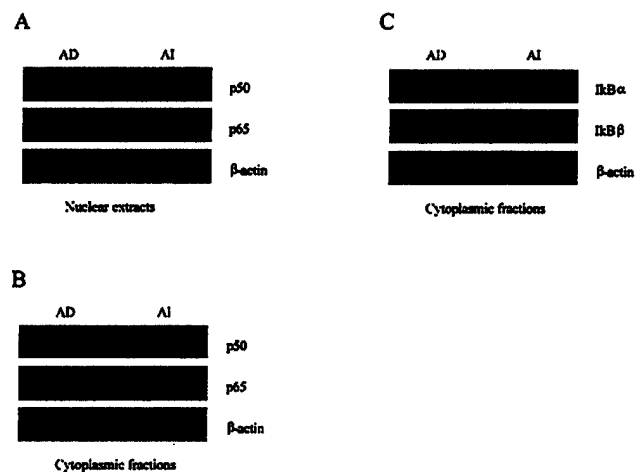 A
AD AI
p50
p65
β-actin
Nuclear extracts
B
AD AI
p50
p65
β-actin
Cytoplasmic fractions
C
AD AI
IkBα
IkBβ
β-actin
Cytoplasmic fractions